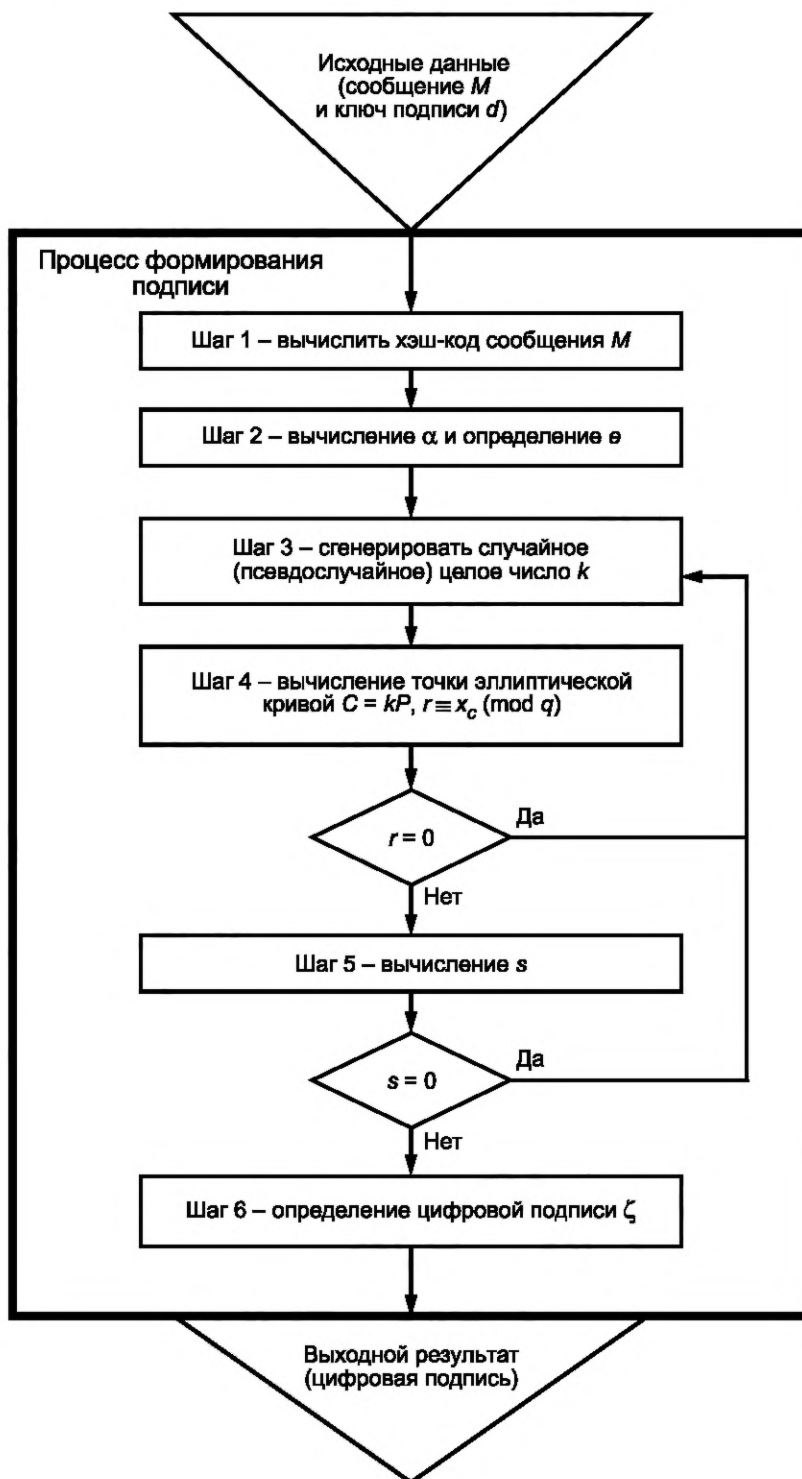 Исходные данные
(сообщение M
и ключ подписи d)
Процесс формирования
подписи
Шаг 1 – вычислить хэш-код сообщения M
Шаг 2 – вычисление α и определение e
Шаг 3 – сгенерировать случайное
(псевдослучайное) целое число k
Шаг 4 – вычисление точки эллиптической
кривой C = kP, r ≡ x_c (mod q)
r = 0
Да
Нет
Шаг 5 – вычисление s
s = 0
Да
Нет
Шаг 6 – определение цифровой подписи ζ
Выходной результат
(цифровая подпись)